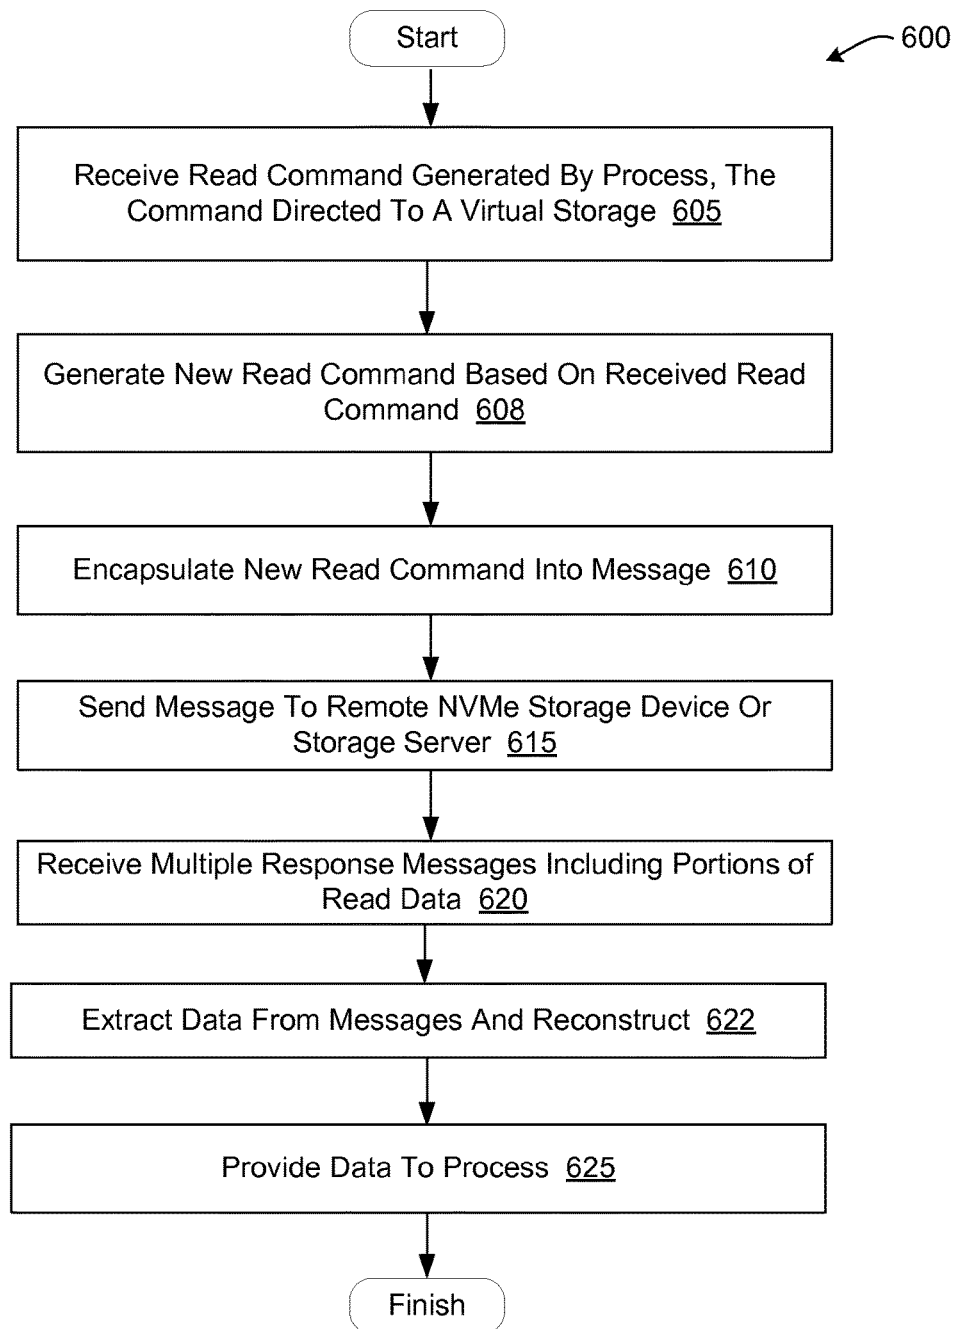 Start
600
Receive Read Command Generated By Process, The
Command Directed To A Virtual Storage 605
Generate New Read Command Based On Received Read
Command 608
Encapsulate New Read Command Into Message 610
Send Message To Remote NVMe Storage Device Or
Storage Server 615
Receive Multiple Response Messages Including Portions of
Read Data 620
Extract Data From Messages And Reconstruct 622
Provide Data To Process 625
Finish